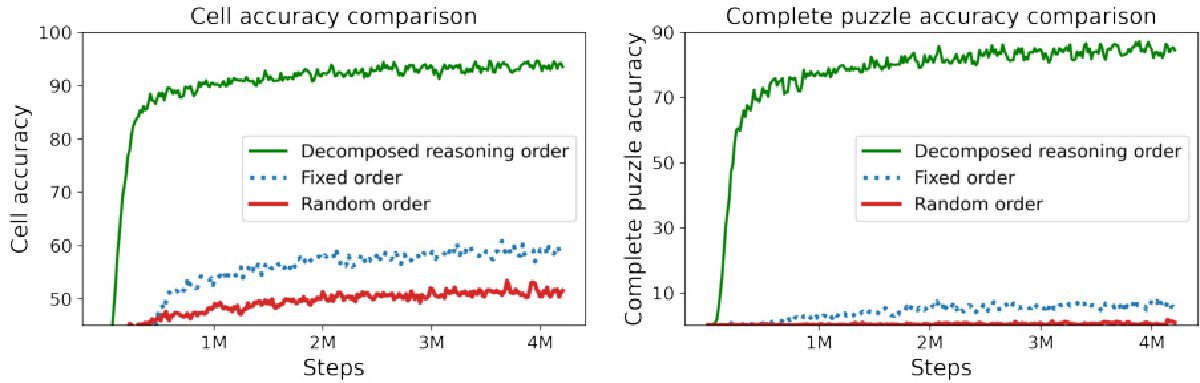 Cell accuracy comparison
100
90
80
70
60
50
Cell accuracy
Decomposed reasoning order
Fixed order
Random order
1M 2M 3M 4M
Steps
Complete puzzle accuracy comparison
90
70
50
30
10
Complete puzzle accuracy
Decomposed reasoning order
Fixed order
Random order
1M 2M 3M 4M
Steps